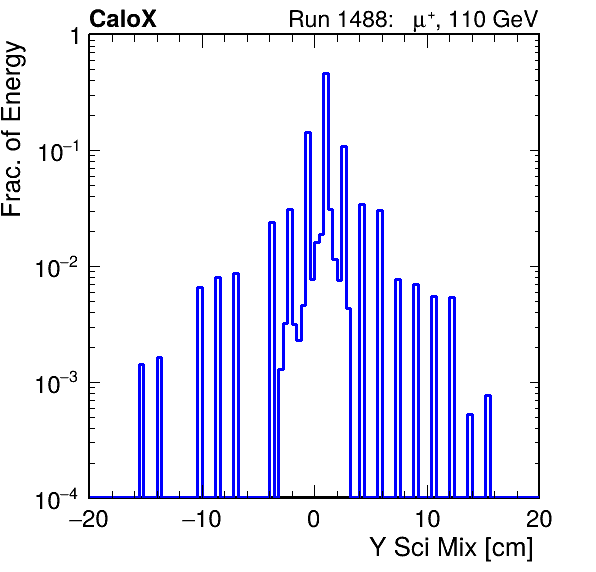 CaloX Run 1488: μ⁺, 110 GeV
Frac. of Energy
1
10⁻¹
10⁻²
10⁻³
10⁻⁴
−20 −10 0 10 20
Y Sci Mix [cm]